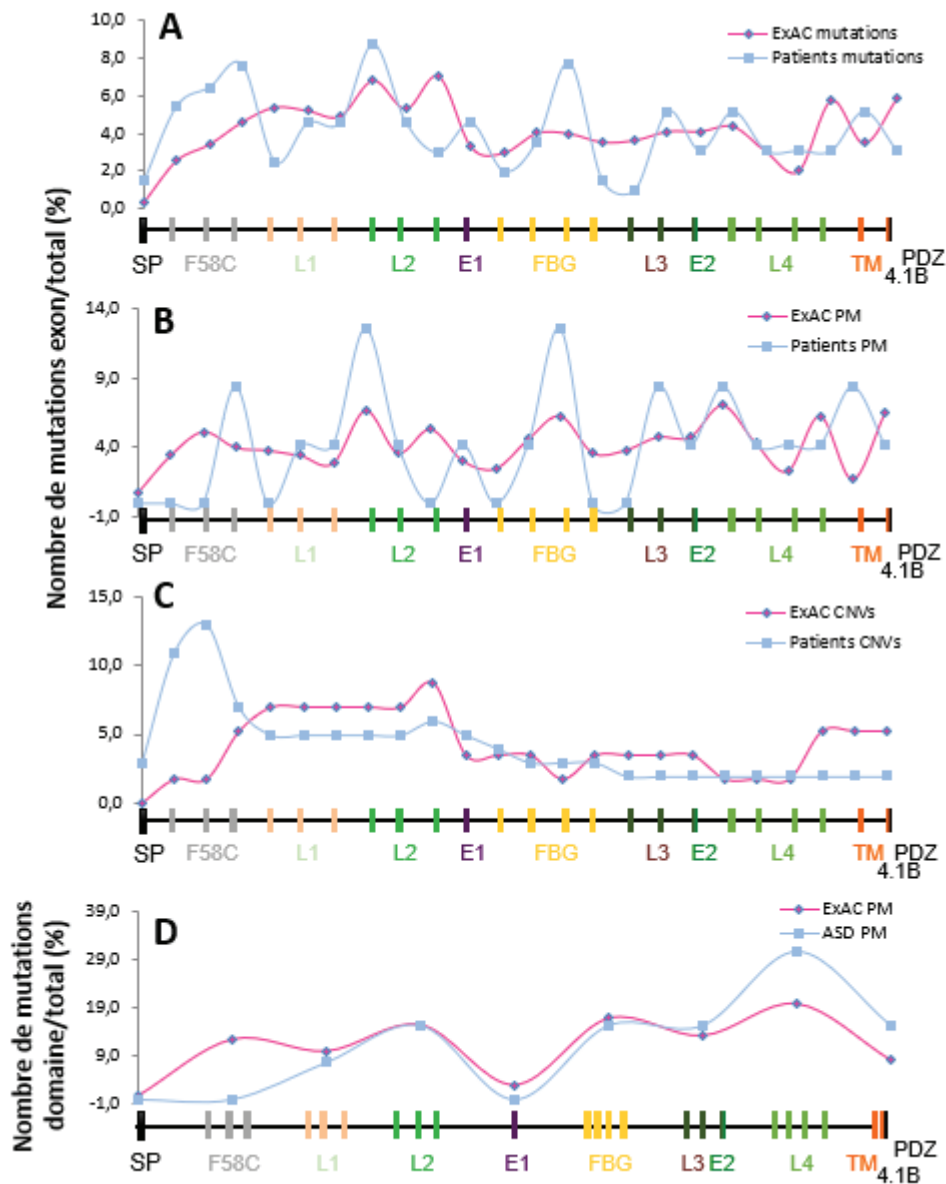 Nombre de mutations exon/total (%)
A
10,0
8,0
6,0
4,0
2,0
0,0
ExAC mutations
Patients mutations
SP F58C L1 L2 E1 FBG L3 E2 L4 TM PDZ
4.1B
B
14,0
9,0
4,0
-1,0
ExAC PM
Patients PM
SP F58C L1 L2 E1 FBG L3 E2 L4 TM PDZ
4.1B
C
15,0
10,0
5,0
0,0
ExAC CNVs
Patients CNVs
SP F58C L1 L2 E1 FBG L3 E2 L4 TM PDZ
4.1B
Nombre de mutations
domaine/total (%)
D
39,0
29,0
19,0
9,0
-1,0
ExAC PM
ASD PM
SP F58C L1 L2 E1 FBG L3 E2 L4 TM PDZ
4.1B